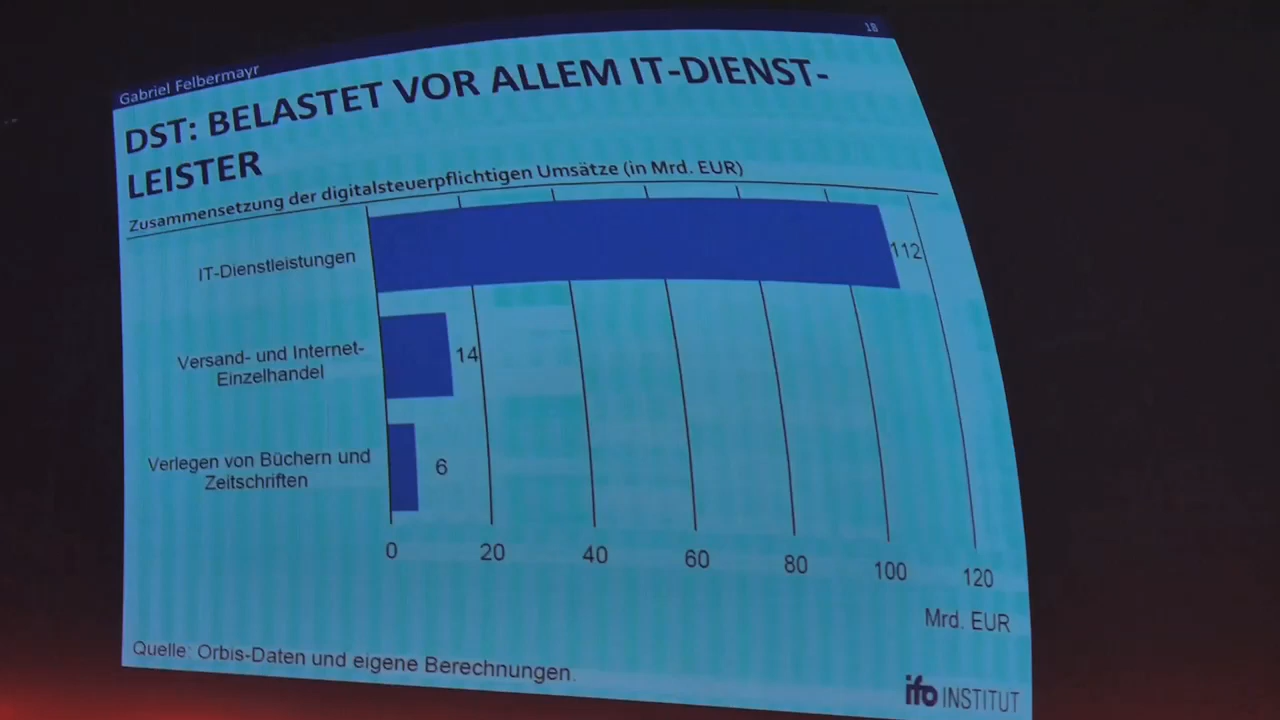 Gabriel Felbermayr
18
DST: BELASTET VOR ALLEM IT-DIENST-
LEISTER
Zusammensetzung der digitalsteuerpflichtigen Umsätze (in Mrd. EUR)
IT-Dienstleistungen
112
Versand- und Internet-
Einzelhandel
14
Verlegen von Büchern und
Zeitschriften
6
0 20 40 60 80 100 120
Mrd. EUR
Quelle: Orbis-Daten und eigene Berechnungen.
ifo INSTITUT